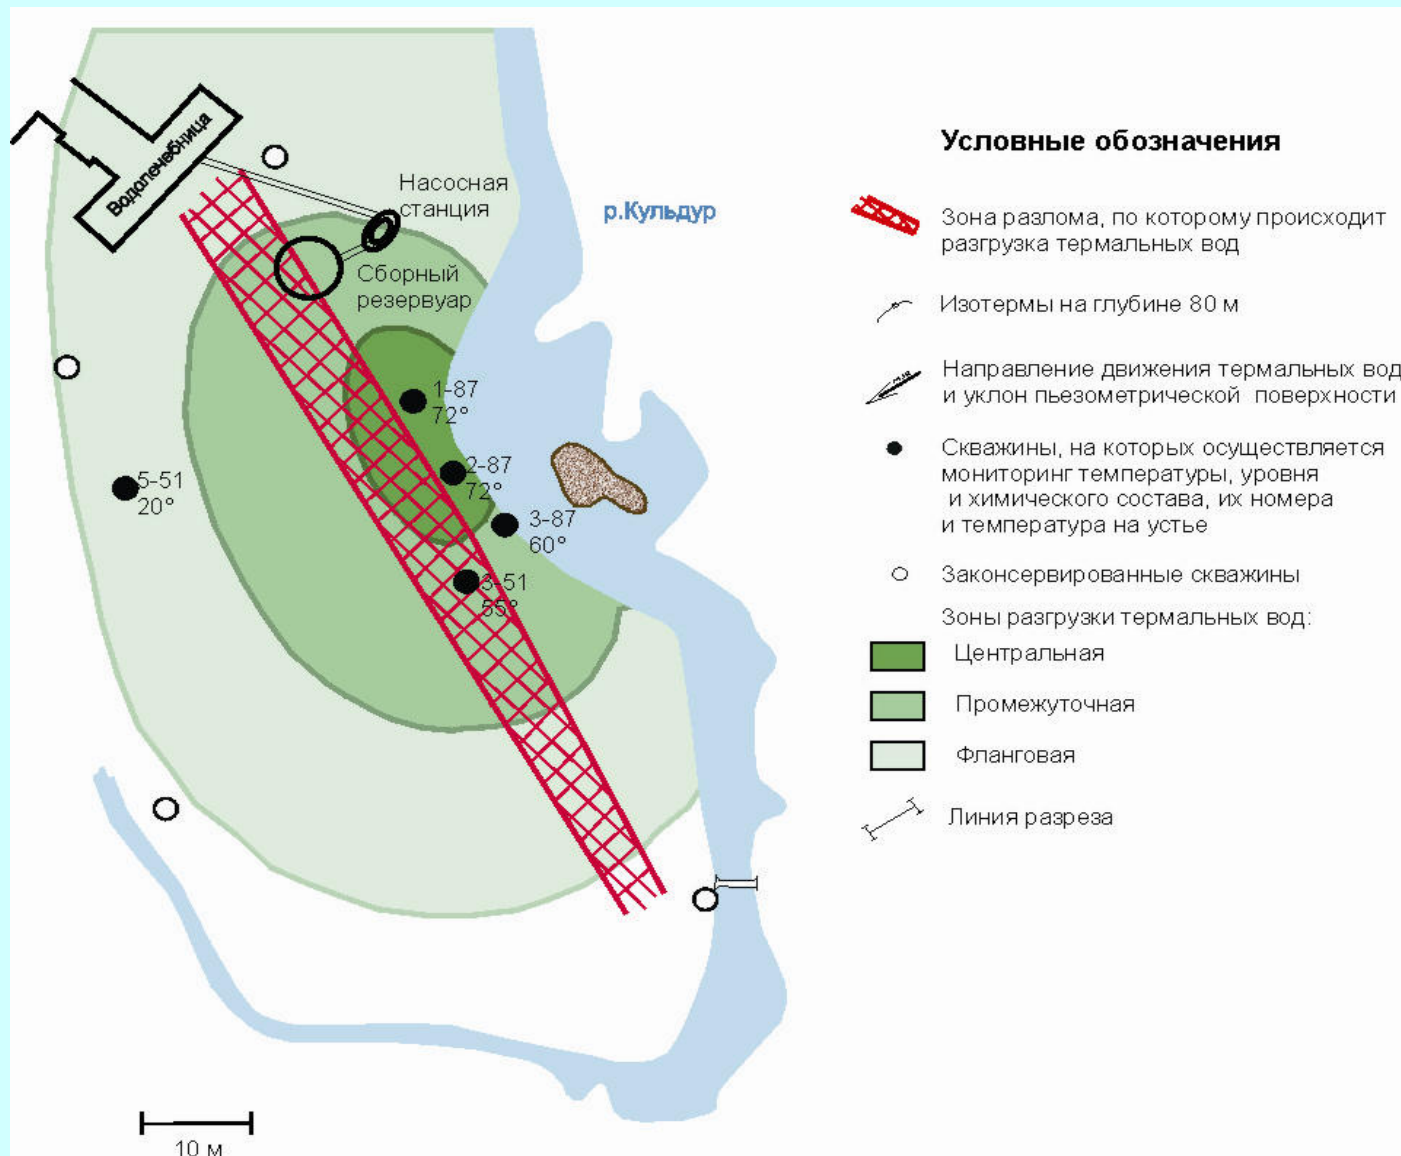 Водолечебница
Насосная
станция
Сборный
резервуар
р.Кульдур
1-87
72°
2-87
72°
3-87
60°
3-51
55°
5-51
20°
10 м
Условные обозначения
Зона разлома, по которому происходит
разгрузка термальных вод
Изотермы на глубине 80 м
Направление движения термальных вод
и уклон пьезометрической поверхности
Скважины, на которых осуществляется
мониторинг температуры, уровня
и химического состава, их номера
и температура на устье
Законсервированные скважины
Зоны разгрузки термальных вод:
Центральная
Промежуточная
Фланговая
Линия разреза